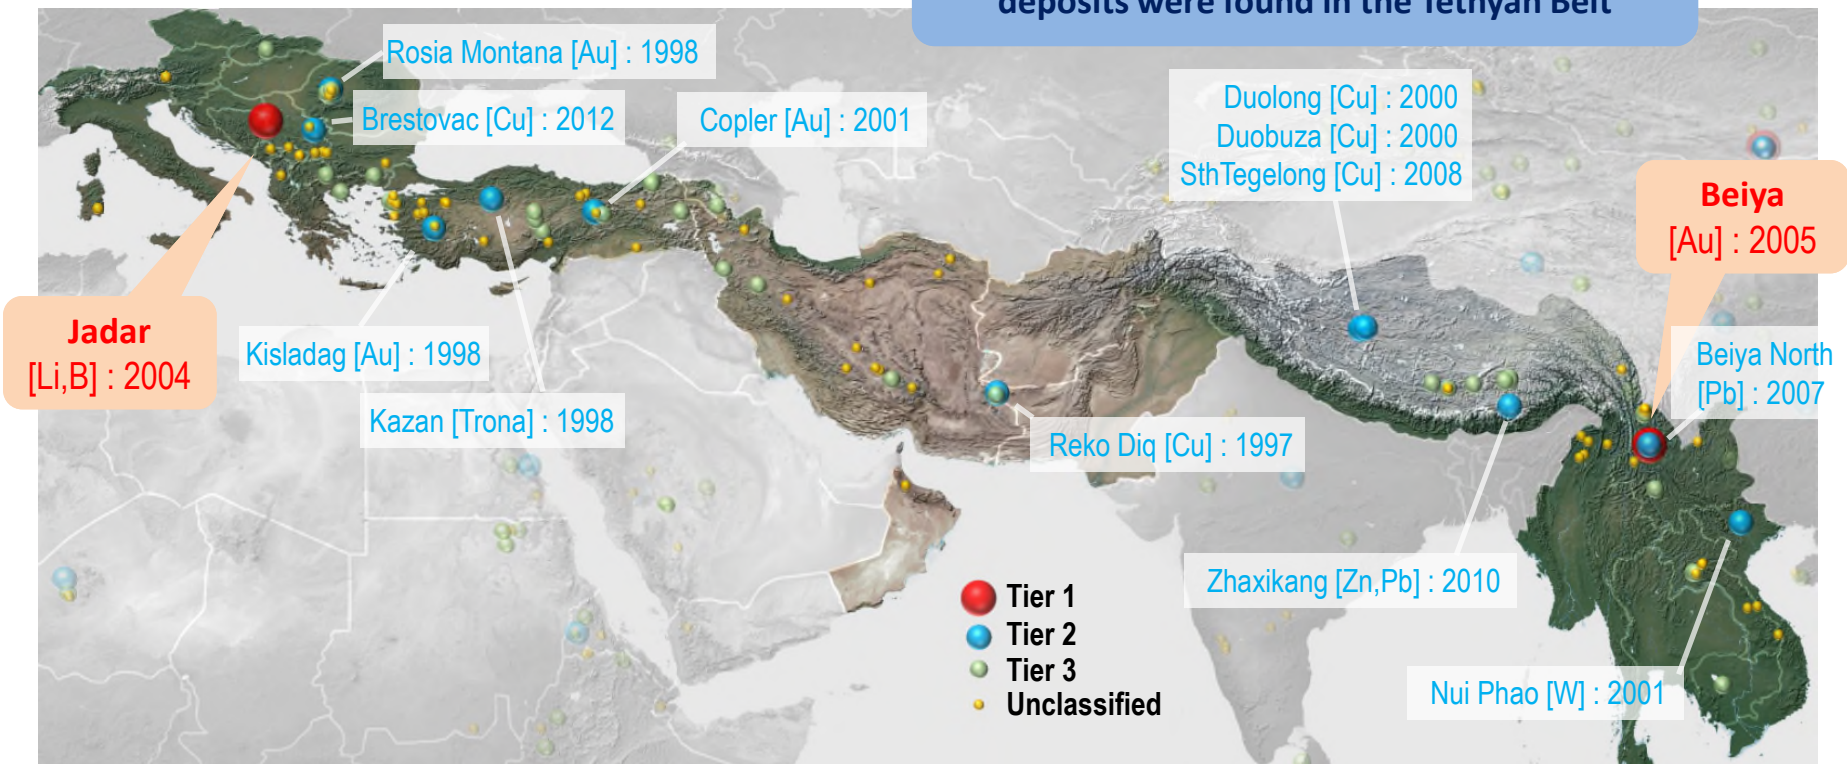 deposits were found in the Tethyan Belt
Rosia Montana [Au] : 1998
Brestovac [Cu] : 2012
Copler [Au] : 2001
Duolong [Cu] : 2000
Duobuza [Cu] : 2000
SthTegelong [Cu] : 2008
Beiya
[Au] : 2005
Jadar
[Li,B] : 2004
Kisladag [Au] : 1998
Kazan [Trona] : 1998
Beiya North
[Pb] : 2007
Reko Diq [Cu] : 1997
Zhaxikang [Zn,Pb] : 2010
Nui Phao [W] : 2001
Tier 1
Tier 2
Tier 3
Unclassified